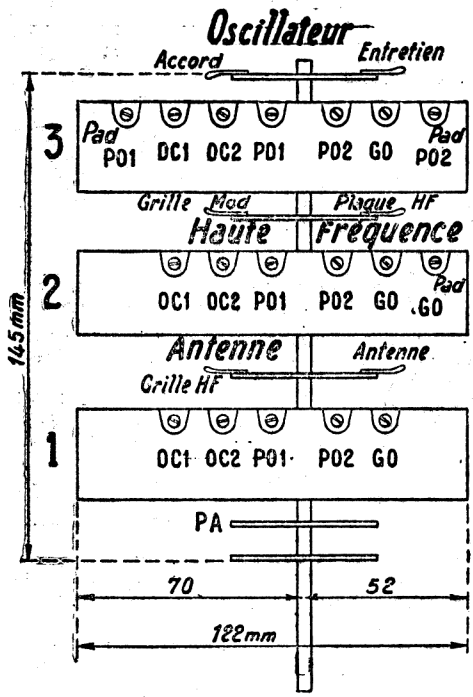 Oscillateur
Accord Entretien
3 Pad PO1 OC1 OC2 PO1 PO2 GO Pad PO2
Grille Mod Plaque HF
Haute Fréquence
2 OC1 OC2 PO1 PO2 GO Pad GO
145mm
Antenne Antenne
Grille HF
1 OC1 OC2 PO1 PO2 GO
PA
70 52
122mm